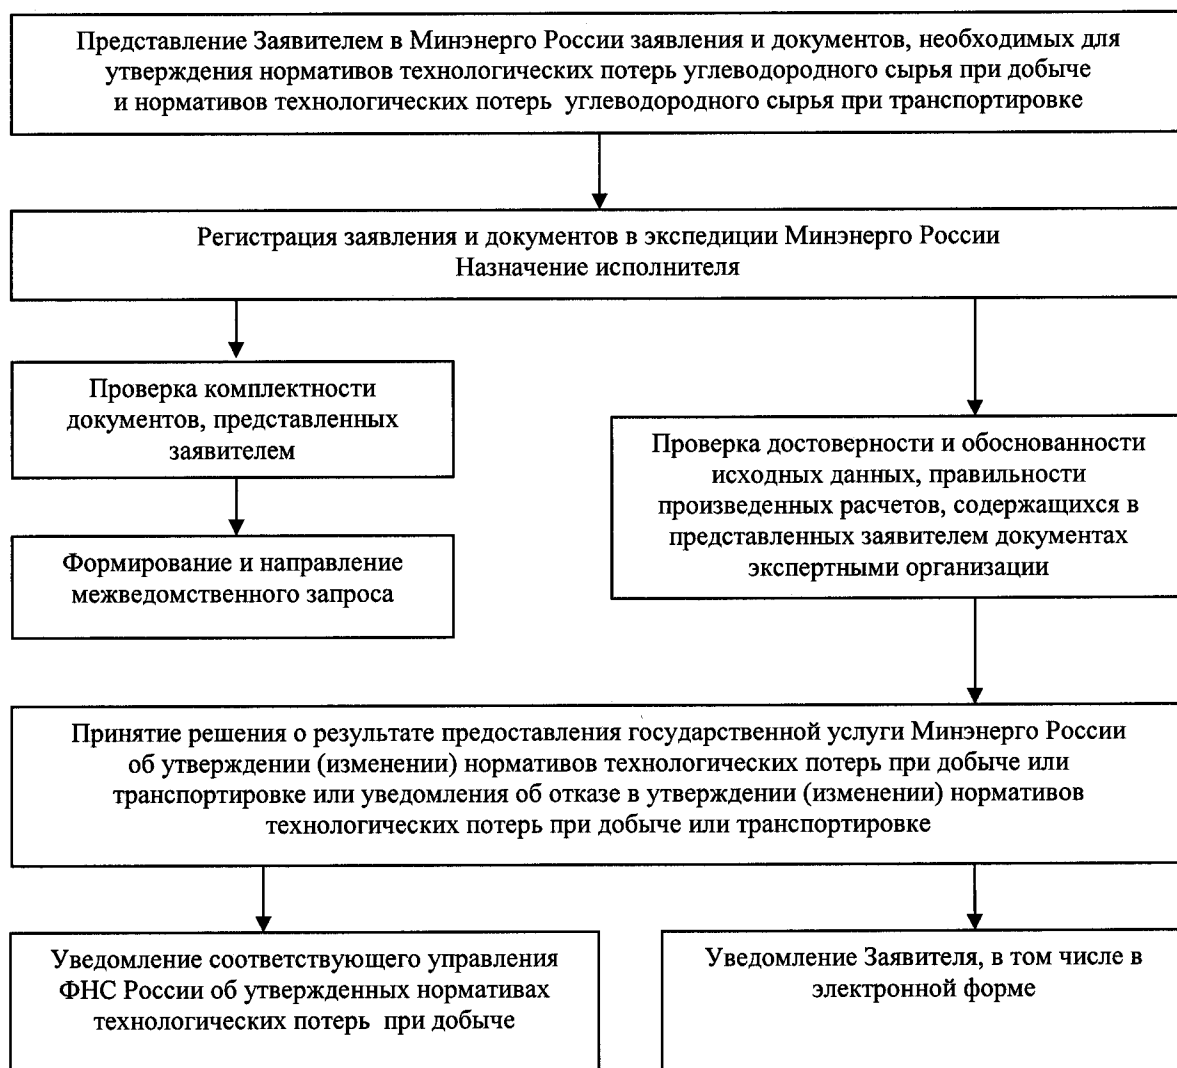 Представление Заявителем в Минэнерго России заявления и документов, необходимых для
утверждения нормативов технологических потерь углеводородного сырья при добыче
и нормативов технологических потерь углеводородного сырья при транспортировке
Регистрация заявления и документов в экспедиции Минэнерго России
Назначение исполнителя
Проверка комплектности
документов, представленных
заявителем
Формирование и направление
межведомственного запроса
Проверка достоверности и обоснованности
исходных данных, правильности
произведенных расчетов, содержащихся в
представленных заявителем документах
экспертными организации
Принятие решения о результате предоставления государственной услуги Минэнерго России
об утверждении (изменении) нормативов технологических потерь при добыче или
транспортировке или уведомления об отказе в утверждении (изменении) нормативов
технологических потерь при добыче или транспортировке
Уведомление соответствующего управления
ФНС России об утвержденных нормативах
технологических потерь при добыче
Уведомление Заявителя, в том числе в
электронной форме